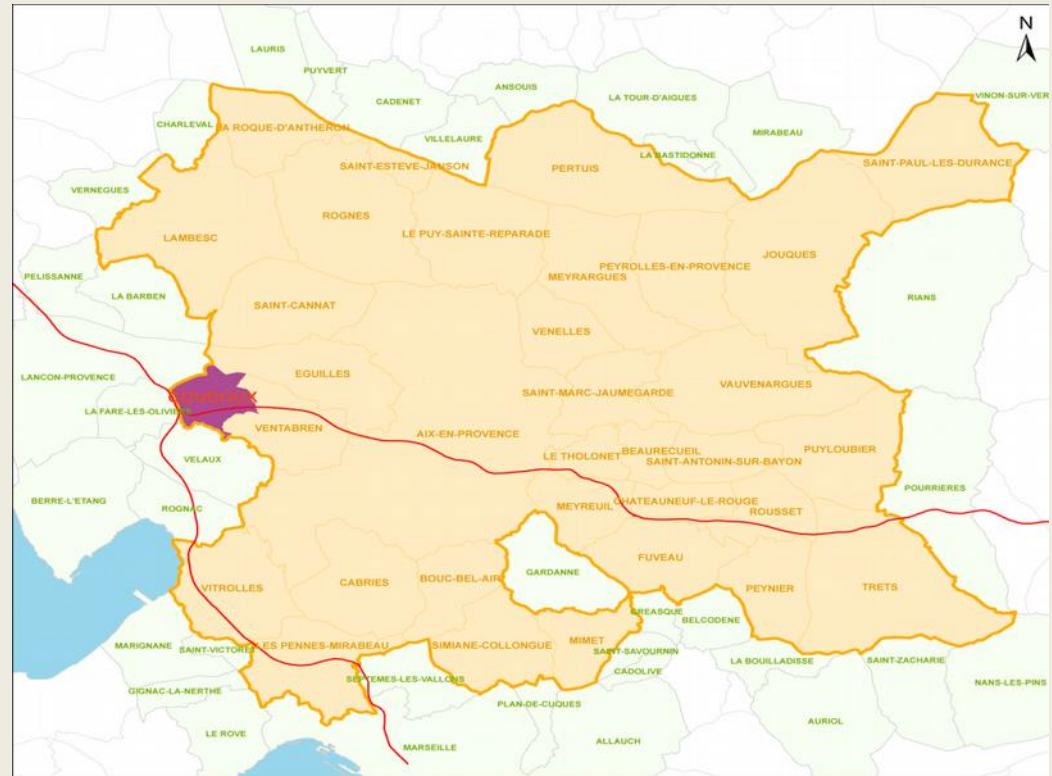 N
LAURIS
PUYVERT
CADENET
ANSOUIS
LA TOUR-D'AIGUES
VINON-SUR-VER
CHARLEVAL
LA ROQUE-D'ANTHERON
VILLELAURE
MIRABEAU
LA BASTIDONNE
SAINT-ESTEVE-JANSON
PERTUIS
SAINT-PAUL-LES-DURANCE
VERNEGUES
ROGNES
LAMBESC
LE PUY-SAINTE-REPARADE
JOUQUES
PEYROLLES-EN-PROVENCE
MEYRARGUES
PELISSANNE
LA BARBEN
RIANS
SAINT-CANNAT
VENELLES
LANCON-PROVENCE
EGUILLES
SAINT-MARC-JAUMEGARDE
VAUVENARGUES
LA FARE-LES-OLIVIERS
VENTABREN
AIX-EN-PROVENCE
PUYLOUBIER
BEAURECUEIL
LE THOLONET
SAINT-ANTONIN-SUR-BAYON
VELAUX
POURRIERES
BERRE-L'ETANG
ROGNAC
CHATEAUNEUF-LE-ROUGE
MEYREUIL
ROUSSET
FUVEAU
GARDANNE
BOUC-BEL-AIR
CABRIES
VITROLLES
PEYNIER
TRETS
GREASQUE
BELCODENE
MARIGNANE
SAINT-VICTORET
LES PENNES-MIRABEAU
SIMIANE-COLLONGUE
MIMET
SAINT-SAVOURNIN
LA BOUILLADISSE
SAINT-ZACHARIE
CADOLIVE
SEPTEMES-LES-VALLONS
NANS-LES-PINS
GIGNAC-LA-NERTHE
PLAN-DE-CUQUES
AURIOL
LE ROVE
ALLAUCH
MARSEILLE